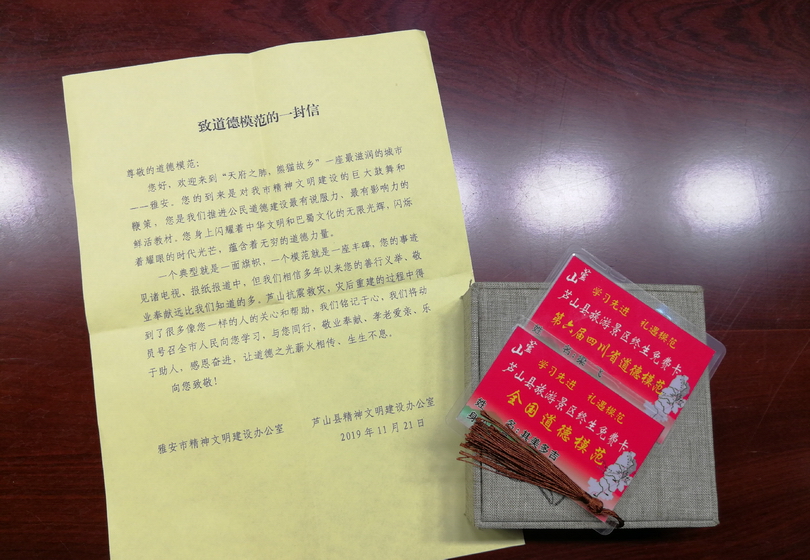 致道德模范的一封信
尊敬的道德模范：
您好，欢迎来到“天府之肺，熊猫故乡”一座最滋润的城市
——雅安。您的到来是对我市精神文明建设的巨大鼓舞和
鞭策，您是我们推进公民道德建设最有说服力、最有影响力的
鲜活教材。您身上闪耀着中华文明和巴蜀文化的无限光辉，闪烁
着耀眼的时代光芒，蕴含着无穷的道德力量。
一个典型就是一面旗帜，一个模范就是一座丰碑，您的事迹
见诸电视、报纸报道中，但我们相信多年以来您的善行义举、敬
业奉献远比我们知道的多。芦山抗震救灾，灾后重建的过程中得
到了很多像您一样的人的关心和帮助，我们铭记于心，我们将动
员号召全市人民向您学习，与您同行，敬业奉献、孝老爱亲、乐
于助人，感恩奋进，让道德之光薪火相传、生生不息。
向您致敬！
雅安市精神文明建设办公室
芦山县精神文明建设办公室
2019年11月21日
学习先进 礼遇模范
芦山县旅游景区终生免费卡
第六届四川省道德模范
姓 名
学习先进 礼遇模范
芦山县旅游景区终生免费卡
全国道德模范
姓 名：其美多吉